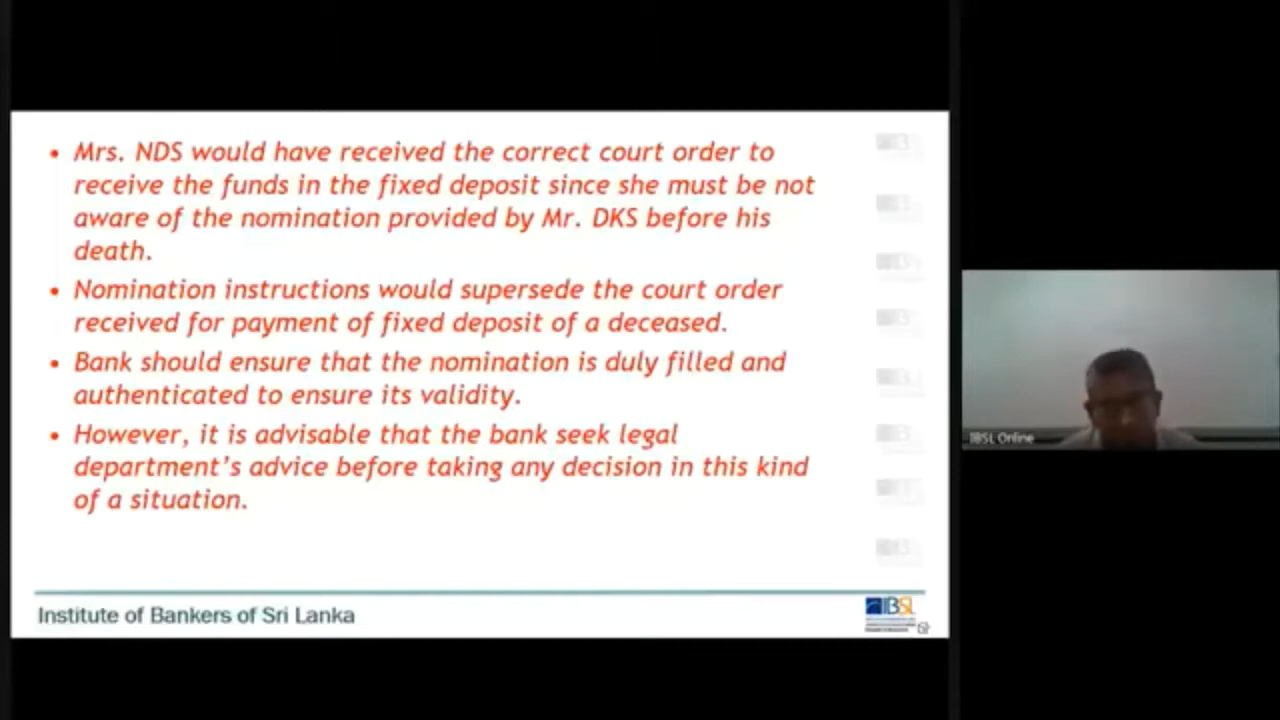 • Mrs. NDS would have received the correct court order to
receive the funds in the fixed deposit since she must be not
aware of the nomination provided by Mr. DKS before his
death.
• Nomination instructions would supersede the court order
received for payment of fixed deposit of a deceased.
• Bank should ensure that the nomination is duly filled and
authenticated to ensure its validity.
• However, it is advisable that the bank seek legal
department's advice before taking any decision in this kind
of a situation.
Institute of Bankers of Sri Lanka
IBSL
IBSL Online